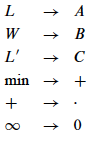 L → A
W → B
L′ → C
min → +
+ → ·
∞ → 0